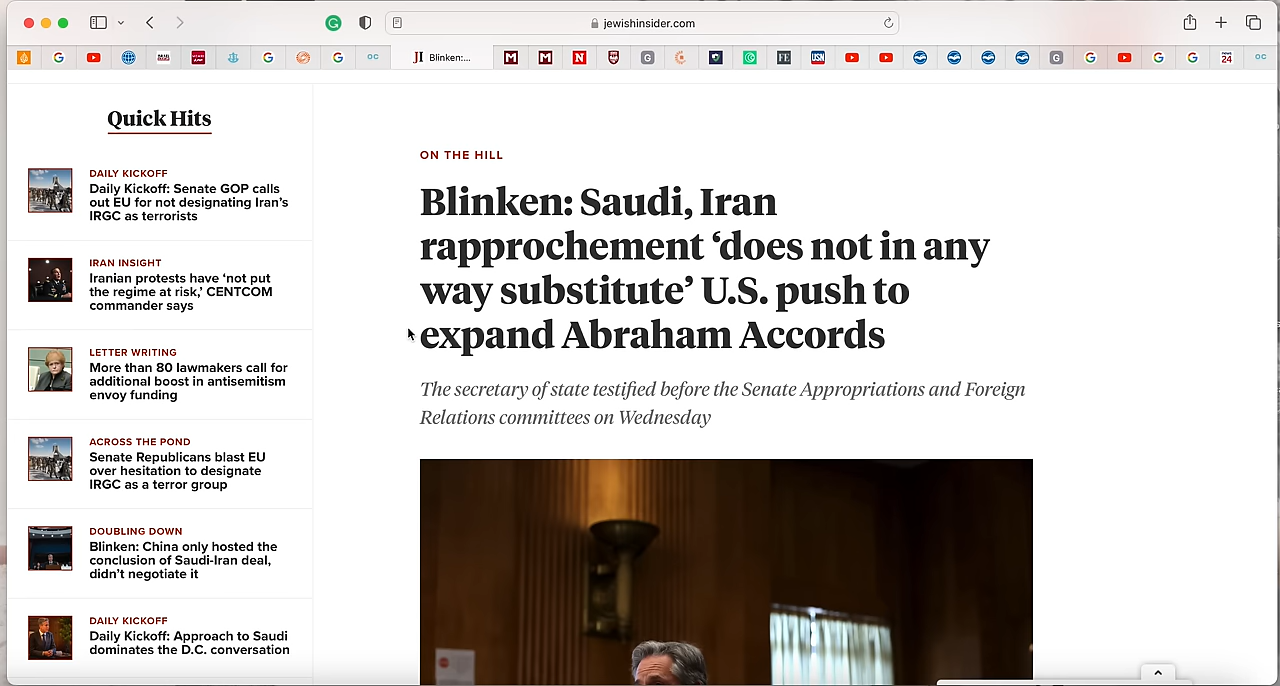 jewishinsider.com
JI Blinken:...
Quick Hits
DAILY KICKOFF
Daily Kickoff: Senate GOP calls
out EU for not designating Iran's
IRGC as terrorists
IRAN INSIGHT
Iranian protests have ‘not put
the regime at risk,’ CENTCOM
commander says
LETTER WRITING
More than 80 lawmakers call for
additional boost in antisemitism
envoy funding
ACROSS THE POND
Senate Republicans blast EU
over hesitation to designate
IRGC as a terror group
DOUBLING DOWN
Blinken: China only hosted the
conclusion of Saudi-Iran deal,
didn’t negotiate it
DAILY KICKOFF
Daily Kickoff: Approach to Saudi
dominates the D.C. conversation
ON THE HILL
Blinken: Saudi, Iran
rapprochement ‘does not in any
way substitute’ U.S. push to
expand Abraham Accords
The secretary of state testified before the Senate Appropriations and Foreign
Relations committees on Wednesday